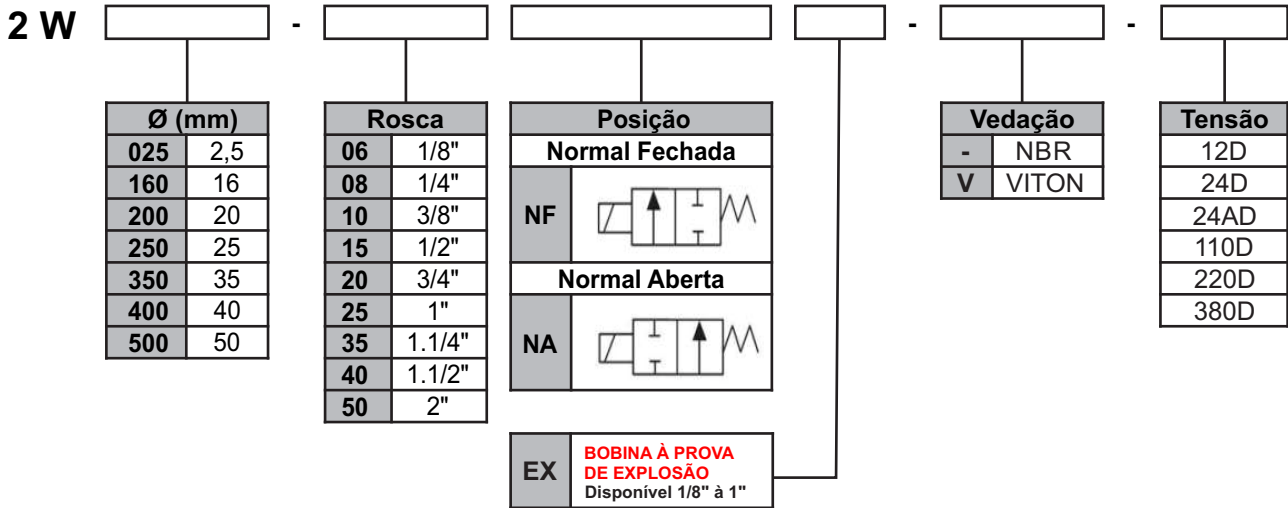 2 W - - -
Ø (mm)
025 2,5
160 16
200 20
250 25
350 35
400 40
500 50
Rosca
06 1/8"
08 1/4"
10 3/8"
15 1/2"
20 3/4"
25 1"
35 1.1/4"
40 1.1/2"
50 2"
Posição
Normal Fechada
NF
Normal Aberta
NA
EX
BOBINA À PROVA
DE EXPLOSÃO
Disponível 1/8" à 1"
Vedação
- NBR
V VITON
Tensão
12D
24D
24AD
110D
220D
380D